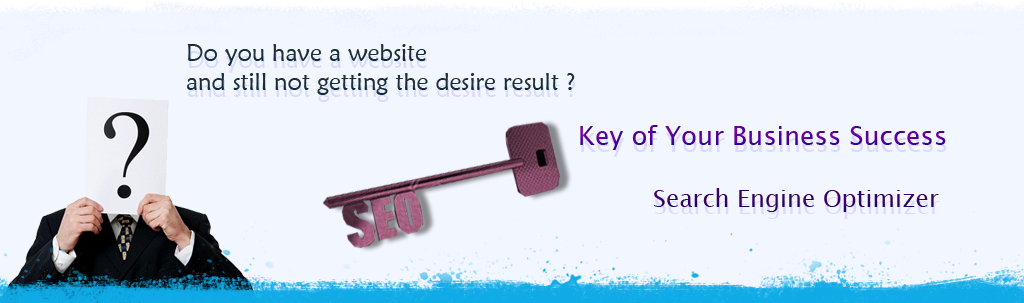 Do you have a website
and still not getting the desire result ?
?
SEO
Key of Your Business Success
Search Engine Optimizer